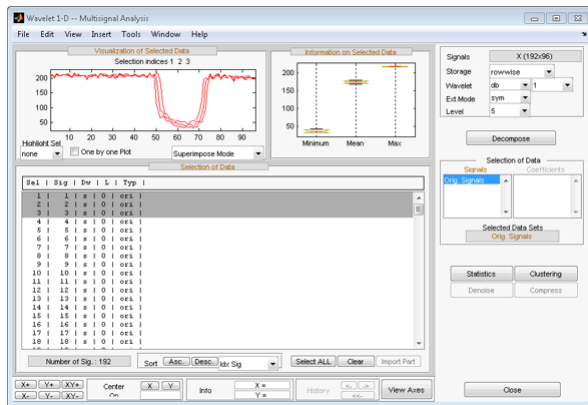 Wavelet 1-D -- Multisignal Analysis
File Edit View Insert Tools Window Help
Visualization of Selected Data
Selection indices 1 2 3
200
150
100
50
10 20 30 40 50 60 70 80 90
Highlight Sel
none
One by one Plot
Superimpose Mode
Information on Selected Data
200
150
100
50
Minimum Mean Max
Selection of Data
Sel | Sig | Dw | L | Typ |
1 | 1 | s | 0 | ori |
2 | 2 | s | 0 | ori |
3 | 3 | s | 0 | ori |
4 | 4 | s | 0 | ori |
5 | 5 | s | 0 | ori |
6 | 6 | s | 0 | ori |
7 | 7 | s | 0 | ori |
8 | 8 | s | 0 | ori |
9 | 9 | s | 0 | ori |
10 | 10 | s | 0 | ori |
11 | 11 | s | 0 | ori |
12 | 12 | s | 0 | ori |
13 | 13 | s | 0 | ori |
14 | 14 | s | 0 | ori |
15 | 15 | s | 0 | ori |
16 | 16 | s | 0 | ori |
17 | 17 | s | 0 | ori |
18 | 18 | s | 0 | ori |
Number of Sig. : 192
Sort Asc. Desc. Idx Sig
Select ALL Clear Import Part
X+ Y+ XY+
X- Y- XY-
Center
On
X Y
Info
X =
Y =
History
<- ->
<<-
View Axes
Signals X (192x96)
Storage rowwise
Wavelet db 1
Ext.Mode sym
Level 5
Decompose
Selection of Data
Signals Coefficients
Orig. Signals
Selected Data Sets
Orig. Signals
Statistics Clustering
Denoise Compress
Close